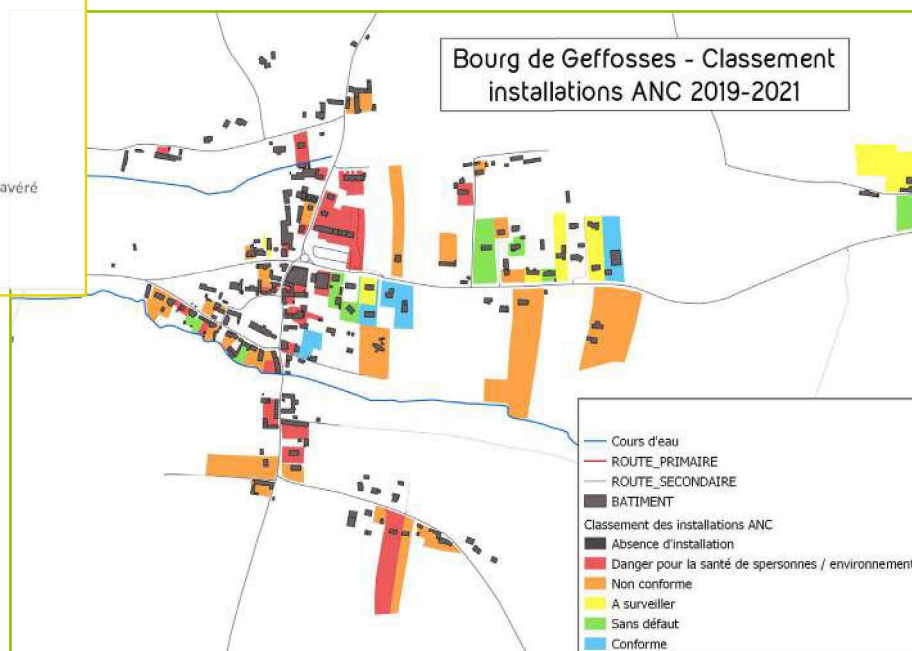 Bourg de Geffosses - Classement
installations ANC 2019-2021
avéré
Cours d'eau
ROUTE_PRIMAIRE
ROUTE_SECONDAIRE
BATIMENT
Classement des installations ANC
Absence d'installation
Danger pour la santé de spersonnes / environnement
Non conforme
A surveiller
Sans défaut
Conforme